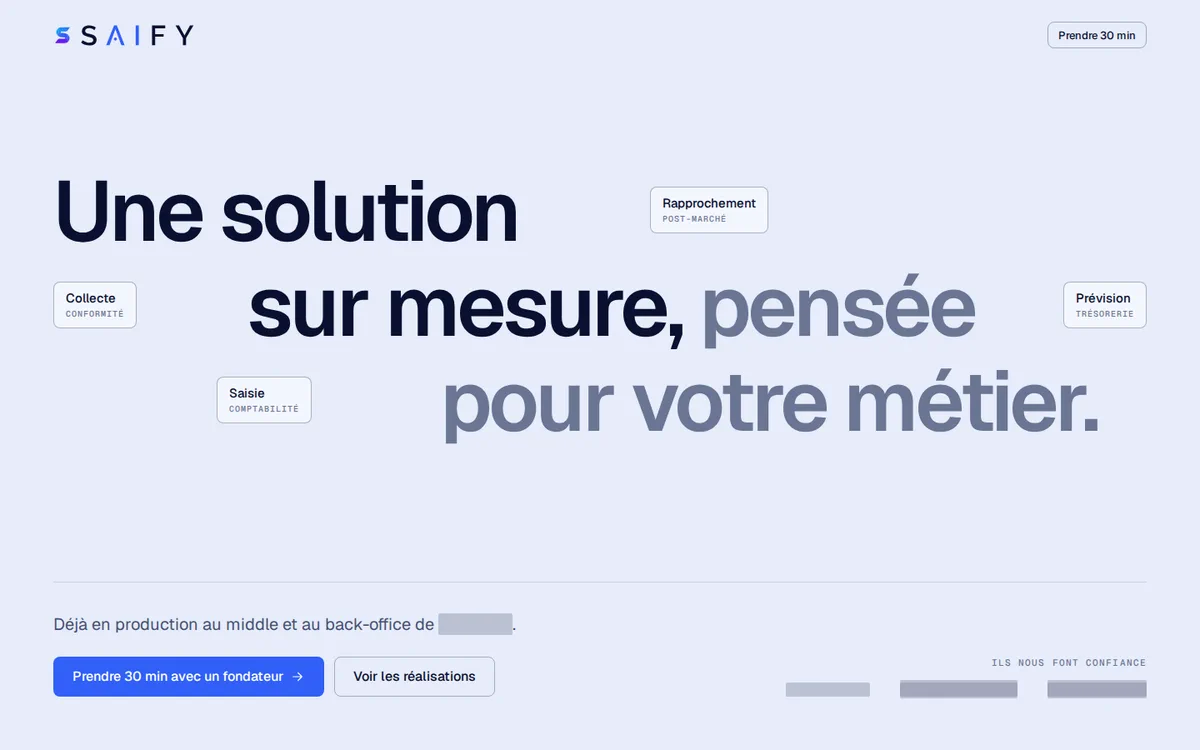 SAIFY
Prendre 30 min
Une solution
Rapprochement
POST-MARCHÉ
Collecte
CONFORMITÉ
sur mesure, pensée
Prévision
TRÉSORERIE
Saisie
COMPTABILITÉ
pour votre métier.
Déjà en production au middle et au back-office de .
Prendre 30 min avec un fondateur →
Voir les réalisations
ILS NOUS FONT CONFIANCE